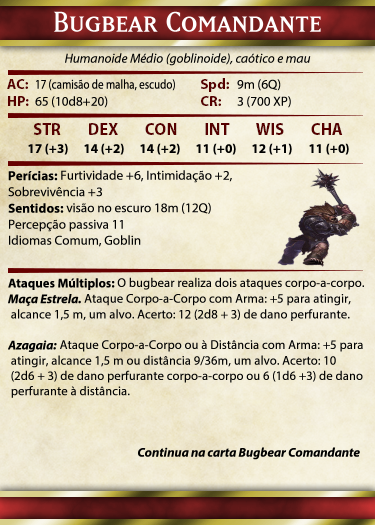 BUGBEAR COMANDANTE
Humanoide Médio (goblinoide), caótico e mau
AC: 17 (camisão de malha, escudo) Spd: 9m (6Q)
HP: 65 (10d8+20) CR: 3 (700 XP)
STR DEX CON INT WIS CHA
17 (+3) 14 (+2) 14 (+2) 11 (+0) 12 (+1) 11 (+0)
Perícias: Furtividade +6, Intimidação +2,
Sobrevivência +3
Sentidos: visão no escuro 18m (12Q)
Percepção passiva 11
Idiomas Comum, Goblin
Ataques Múltiplos: O bugbear realiza dois ataques corpo-a-corpo.
Maça Estrela. Ataque Corpo-a-Corpo com Arma: +5 para atingir,
alcance 1,5 m, um alvo. Acerto: 12 (2d8 + 3) de dano perfurante.
Azagaia: Ataque Corpo-a-Corpo ou à Distância com Arma: +5 para
atingir, alcance 1,5 m ou distância 9/36m, um alvo. Acerto: 10
(2d6 + 3) de dano perfurante corpo-a-corpo ou 6 (1d6 +3) de dano
perfurante à distância.
Continua na carta Bugbear Comandante